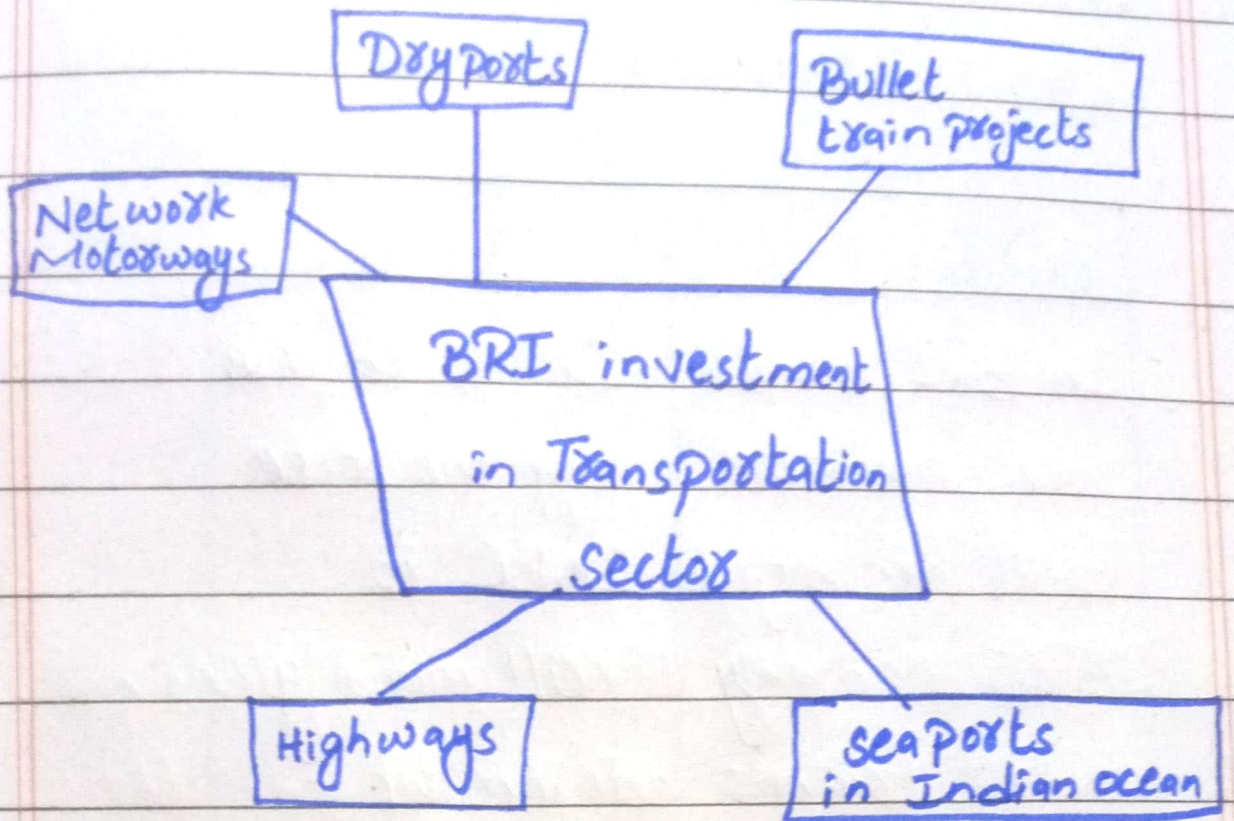 Dryports
Bullet
train projects
Network
Motorways
BRI investment
in Transportation
sector
Highways
seaports
in Indian ocean